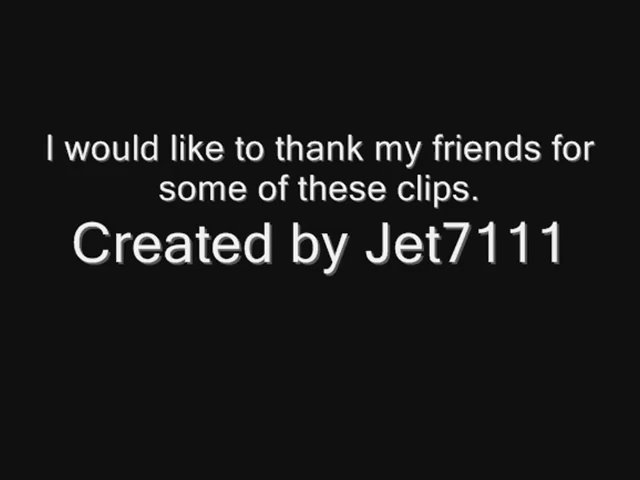 I would like to thank my friends for
some of these clips.
Created by Jet7111